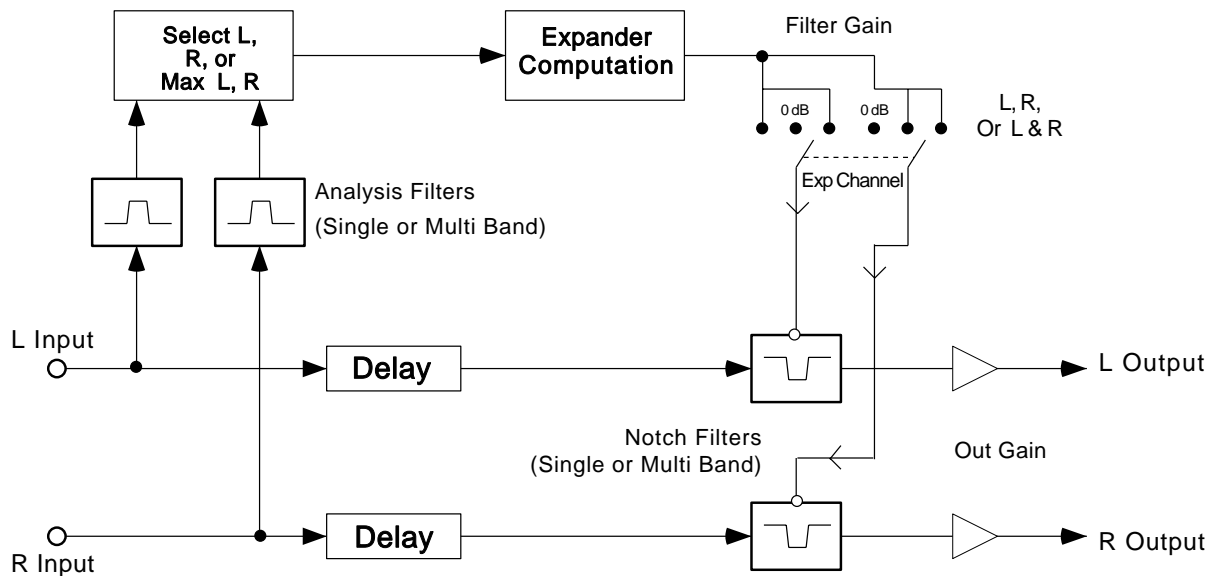 Select L,
R, or
Max L, R
Expander
Computation
Filter Gain
0 dB
0 dB
L, R,
Or L & R
Exp Channel
Analysis Filters
(Single or Multi Band)
L Input
Delay
L Output
Notch Filters
(Single or Multi Band)
Out Gain
R Input
Delay
R Output